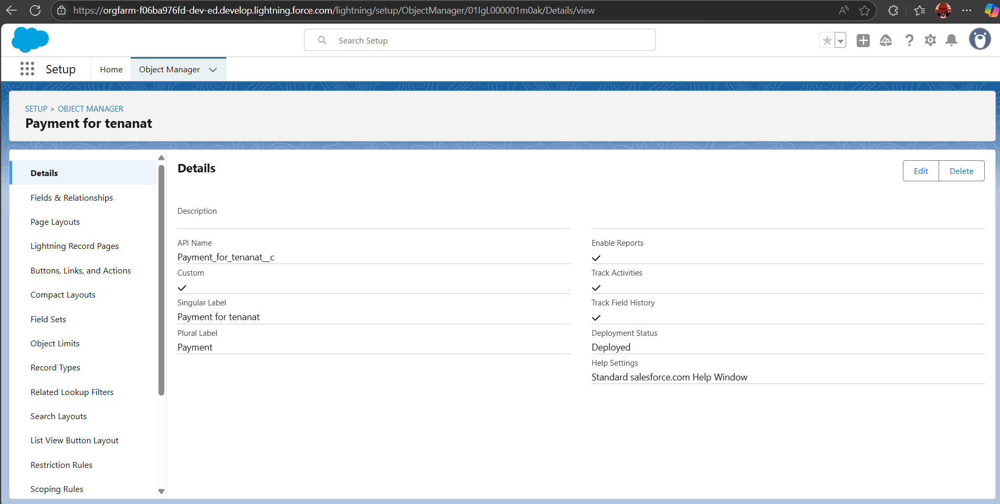 https://orgfarm-f06ba976fd-dev-ed.develop.lightning.force.com/lightning/setup/ObjectManager/01IgL000001m0ak/Details/view
Search Setup
Setup
Home
Object Manager
SETUP > OBJECT MANAGER
Payment for tenanat
Details
Fields & Relationships
Page Layouts
Lightning Record Pages
Buttons, Links, and Actions
Compact Layouts
Field Sets
Object Limits
Record Types
Related Lookup Filters
Search Layouts
List View Button Layout
Restriction Rules
Scoping Rules
Details
Edit
Delete
Description
API Name
Payment_for_tenanat__c
Custom
Singular Label
Payment for tenanat
Plural Label
Payment
Enable Reports
Track Activities
Track Field History
Deployment Status
Deployed
Help Settings
Standard salesforce.com Help Window